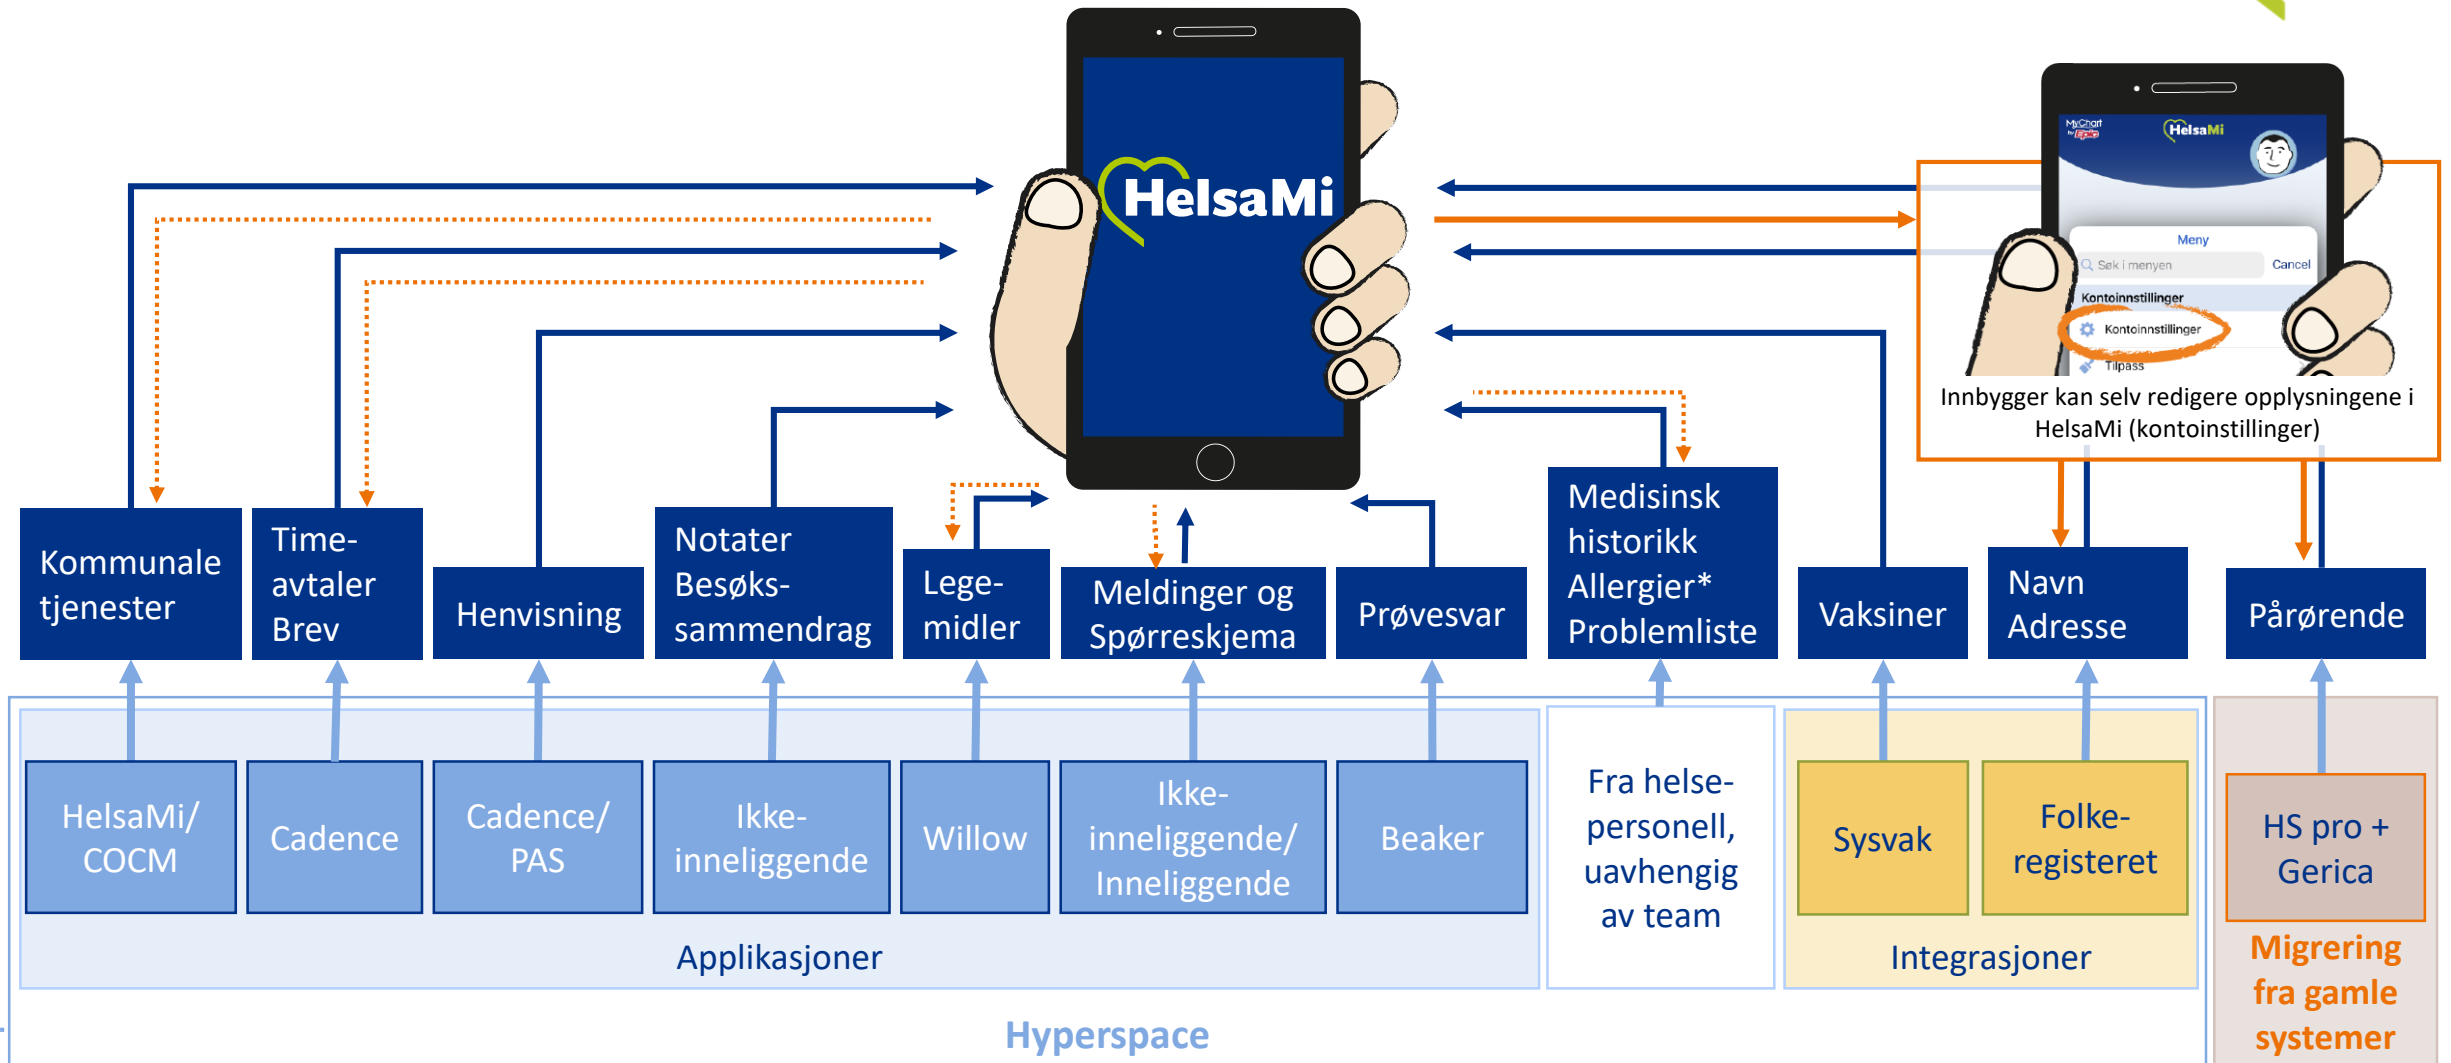 HelsaMi
MyChart
by Epic
HelsaMi
Meny
Søk i menyen
Cancel
Kontoinnstillinger
Kontoinnstillinger
Tilpass
Innbygger kan selv redigere opplysningene i
HelsaMi (kontoinstillinger)
Kommunale
tjenester
Time-
avtaler
Brev
Henvisning
Notater
Besøks-
sammendrag
Lege-
midler
Meldinger og
Spørreskjema
Prøvesvar
Medisinsk
historikk
Allergier*
Problemliste
Vaksiner
Navn
Adresse
Pårørende
HelsaMi/
COCM
Cadence
Cadence/
PAS
Ikke-
inneliggende
Willow
Ikke-
inneliggende/
Inneliggende
Beaker
Fra helse-
personell,
uavhengig
av team
Sysvak
Folke-
registeret
HS pro +
Gerica
Applikasjoner
Integrasjoner
Migrering
fra gamle
systemer
Hyperspace